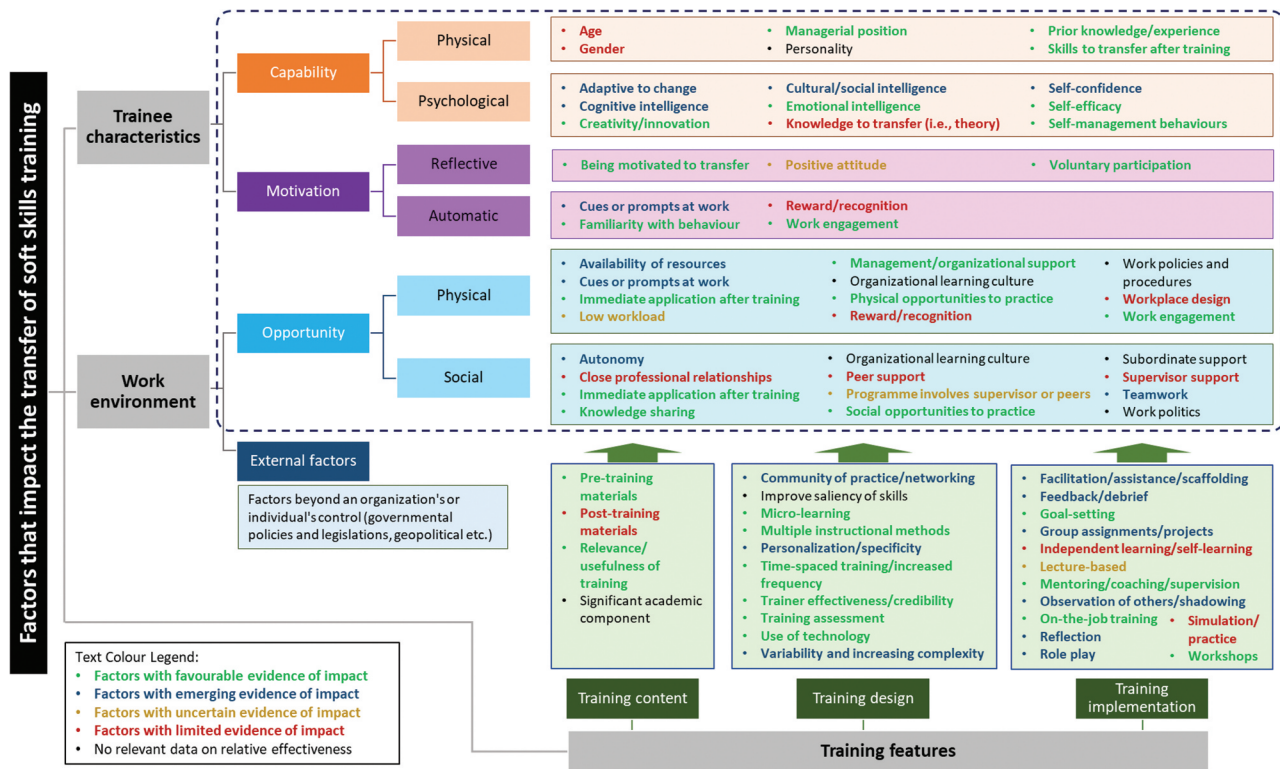 Factors that impact the transfer of soft skills training
Trainee
characteristics
Capability
Physical
• Age
• Gender
• Managerial position
• Personality
• Prior knowledge/experience
• Skills to transfer after training
Psychological
• Adaptive to change
• Cognitive intelligence
• Creativity/innovation
• Cultural/social intelligence
• Emotional intelligence
• Knowledge to transfer (i.e., theory)
• Self-confidence
• Self-efficacy
• Self-management behaviours
Motivation
Reflective
• Being motivated to transfer
• Positive attitude
• Voluntary participation
Automatic
• Cues or prompts at work
• Familiarity with behaviour
• Reward/recognition
• Work engagement
Work
environment
Opportunity
Physical
• Availability of resources
• Cues or prompts at work
• Immediate application after training
• Low workload
• Management/organizational support
• Organizational learning culture
• Physical opportunities to practice
• Reward/recognition
• Work policies and
procedures
• Workplace design
• Work engagement
Social
• Autonomy
• Close professional relationships
• Immediate application after training
• Knowledge sharing
• Organizational learning culture
• Peer support
• Programme involves supervisor or peers
• Social opportunities to practice
• Subordinate support
• Supervisor support
• Teamwork
• Work politics
External factors
Factors beyond an organization's or
individual's control (governmental
policies and legislations, geopolitical etc.)
• Pre-training
materials
• Post-training
materials
• Relevance/
usefulness of
training
• Significant academic
component
Training content
• Community of practice/networking
• Improve saliency of skills
• Micro-learning
• Multiple instructional methods
• Personalization/specificity
• Time-spaced training/increased
frequency
• Trainer effectiveness/credibility
• Training assessment
• Use of technology
• Variability and increasing complexity
Training design
• Facilitation/assistance/scaffolding
• Feedback/debrief
• Goal-setting
• Group assignments/projects
• Independent learning/self-learning
• Lecture-based
• Mentoring/coaching/supervision
• Observation of others/shadowing
• On-the-job training
• Reflection
• Role play
• Simulation/
practice
• Workshops
Training
implementation
Training features
Text Colour Legend:
• Factors with favourable evidence of impact
• Factors with emerging evidence of impact
• Factors with uncertain evidence of impact
• Factors with limited evidence of impact
• No relevant data on relative effectiveness